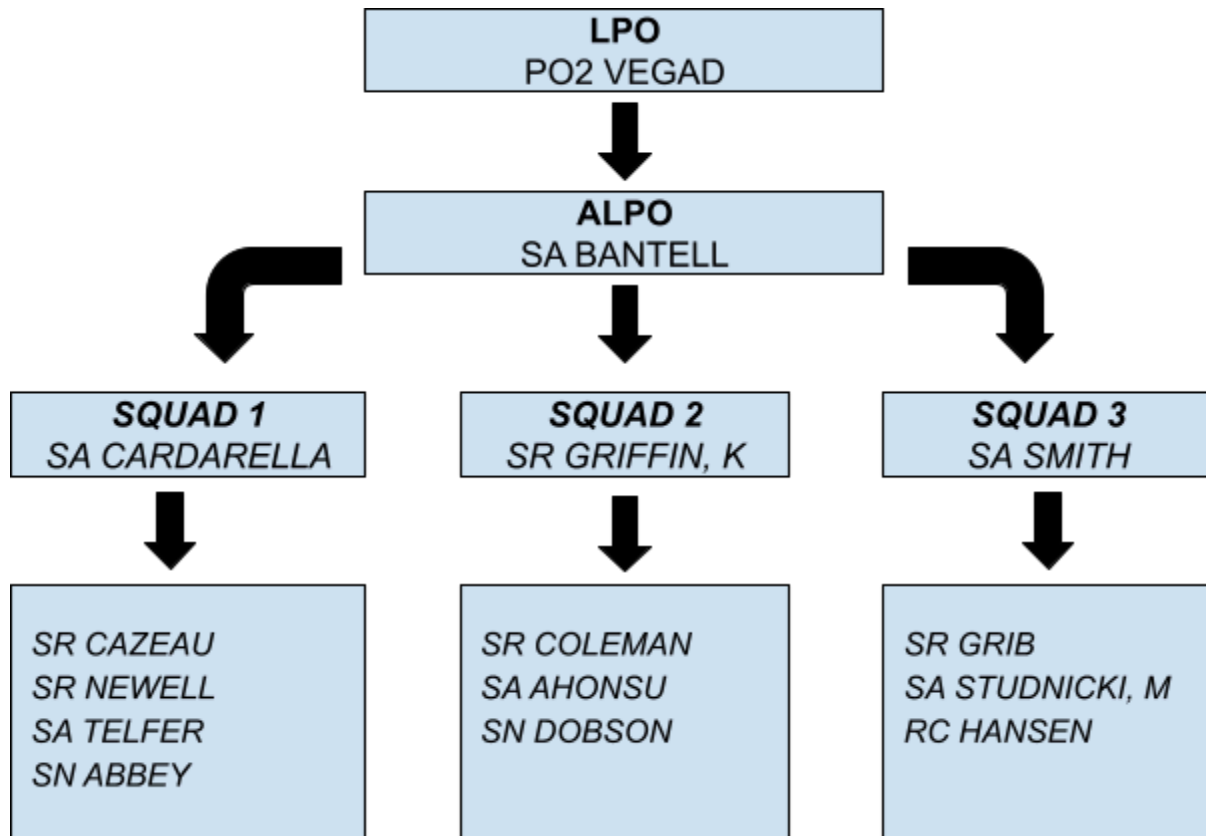 LPO
PO2 VEGAD
ALPO
SA BANTELL
SQUAD 1
SA CARDARELLA
SQUAD 2
SR GRIFFIN, K
SQUAD 3
SA SMITH
SR CAZEAU
SR NEWELL
SA TELFER
SN ABBEY
SR COLEMAN
SA AHONSU
SN DOBSON
SR GRIB
SA STUDNICKI, M
RC HANSEN